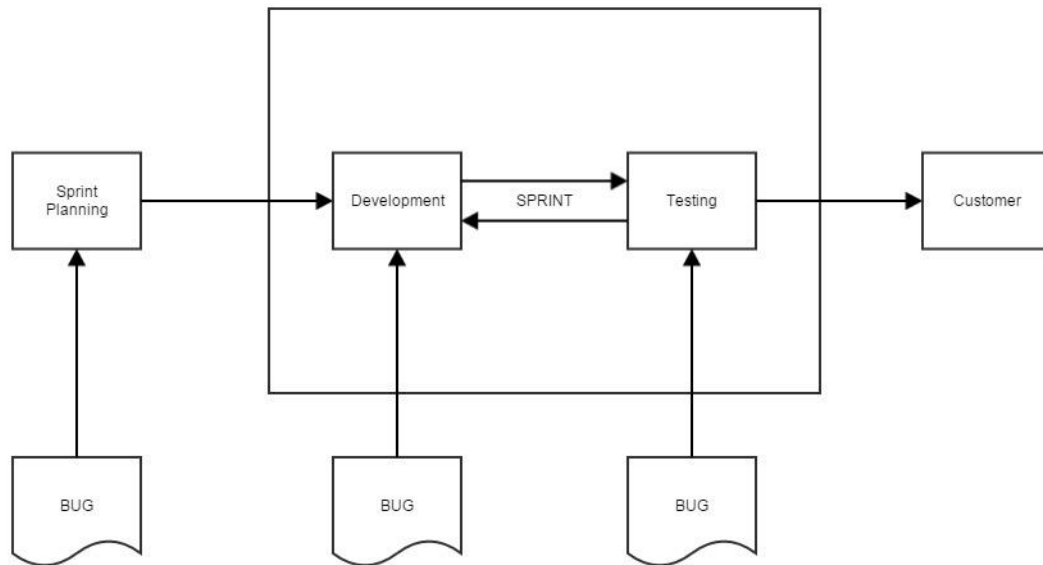 Sprint
Planning
Development
SPRINT
Testing
Customer
BUG
BUG
BUG